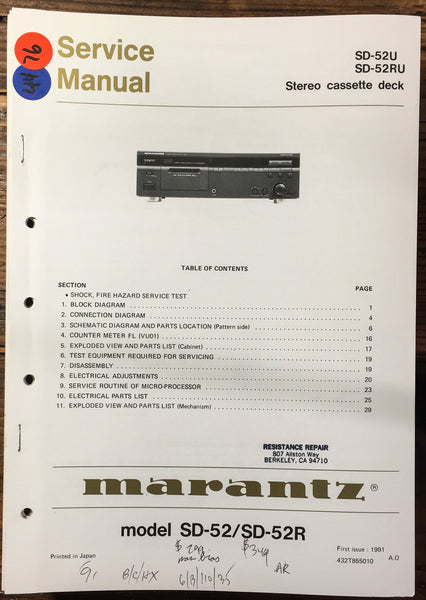 Service
Manual
SD-52U
SD-52RU
Stereo cassette deck
marantz
TABLE OF CONTENTS
SECTION PAGE
• SHOCK, FIRE HAZARD SERVICE TEST
1. BLOCK DIAGRAM 1
2. CONNECTION DIAGRAM 4
3. SCHEMATIC DIAGRAM AND PARTS LOCATION (Pattern side) 6
4. COUNTER METER FL (VU01) 16
5. EXPLODED VIEW AND PARTS LIST (Cabinet) 17
6. TEST EQUIPMENT REQUIRED FOR SERVICING 19
7. DISASSEMBLY 19
8. ELECTRICAL ADJUSTMENTS 20
9. SERVICE ROUTINE OF MICRO-PROCESSOR 23
10. ELECTRICAL PARTS LIST 25
11. EXPLODED VIEW AND PARTS LIST (Mechanism) 29
RESISTANCE REPAIR
807 Allston Way
BERKELEY, CA 94710
marantz®
model SD-52/SD-52R
Printed in Japan
First issue : 1991
432T855010 A.O
$349
B/C/HX
AR